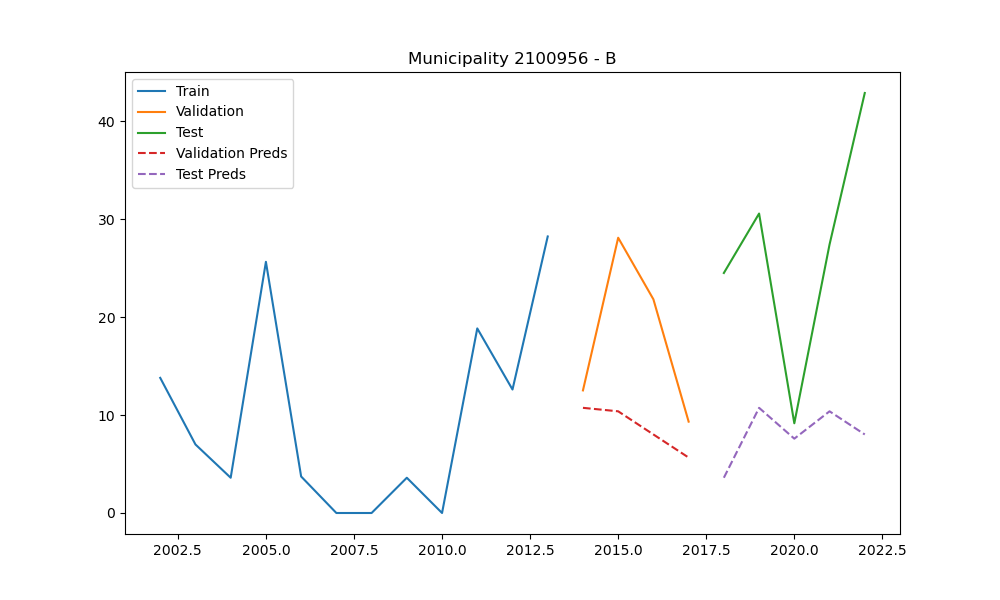 Municipality 2100956 - B
Train
Validation
Test
Validation Preds
Test Preds
40
30
20
10
0
2002.5 2005.0 2007.5 2010.0 2012.5 2015.0 2017.5 2020.0 2022.5